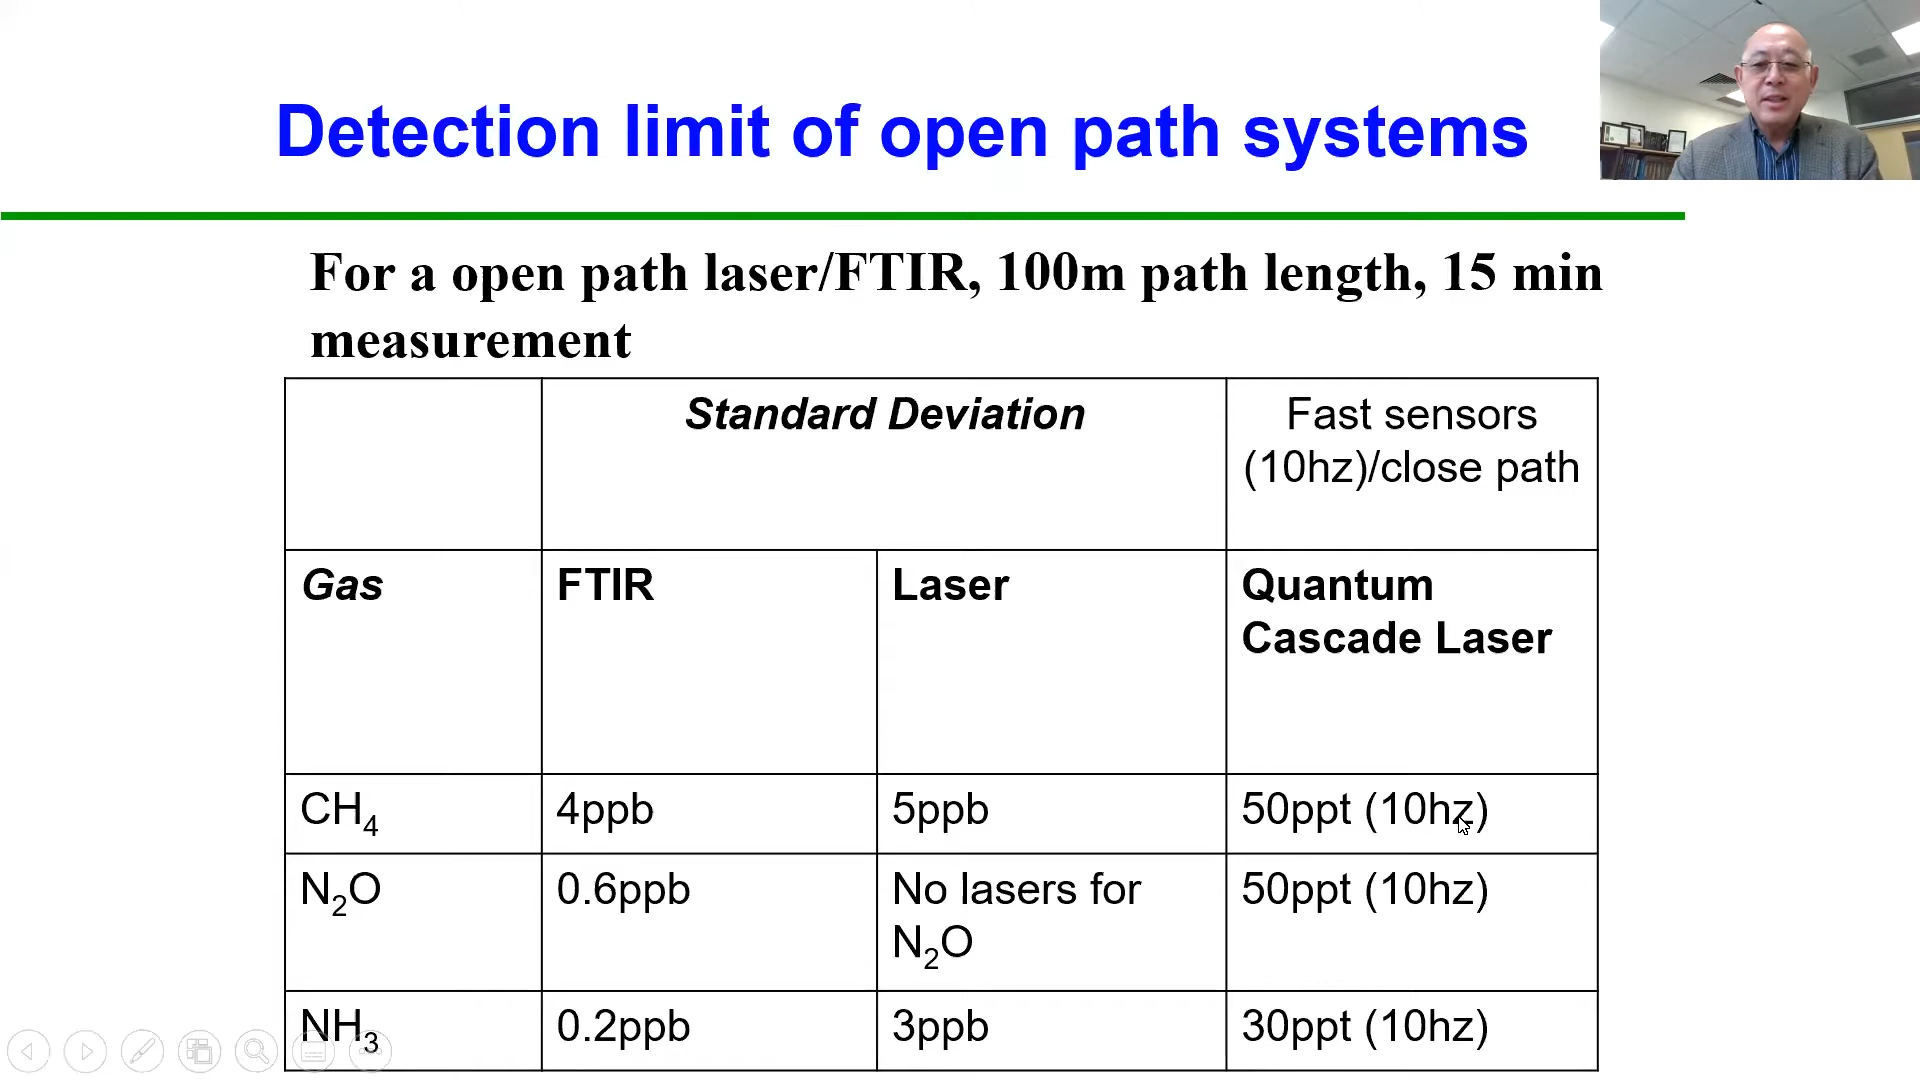 Detection limit of open path systems
For a open path laser/FTIR, 100m path length, 15 min
measurement
Standard Deviation
Fast sensors
(10hz)/close path
Gas
FTIR
Laser
Quantum
Cascade Laser
CH4
4ppb
5ppb
50ppt (10hz)
N2O
0.6ppb
No lasers for
N2O
50ppt (10hz)
NH3
0.2ppb
3ppb
30ppt (10hz)